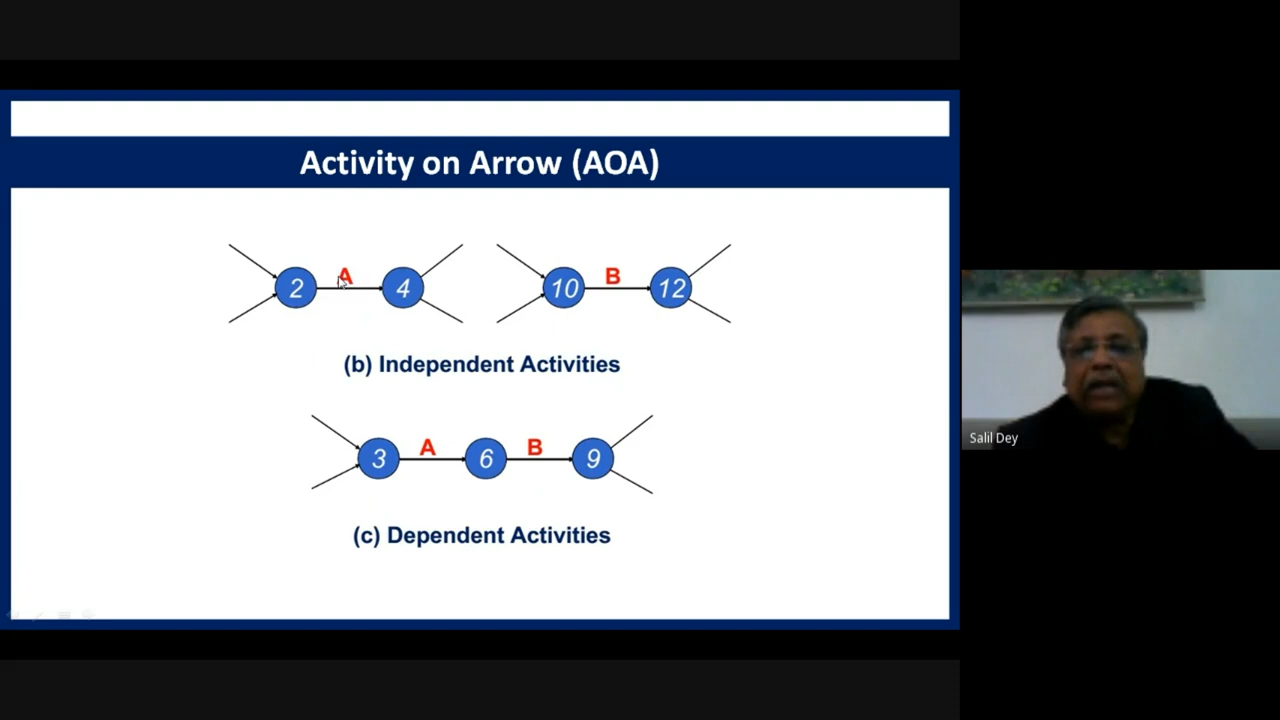 Activity on Arrow (AOA)
2 A 4 10 B 12
(b) Independent Activities
3 A 6 B 9
(c) Dependent Activities
Salil Dey